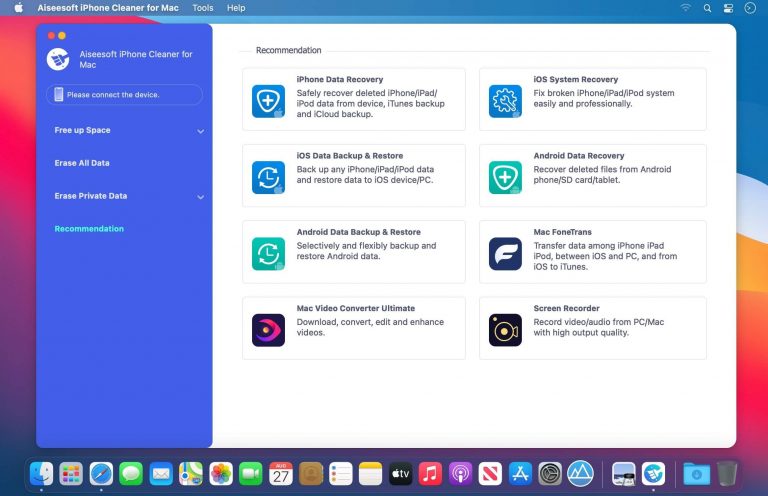 Aiseesoft iPhone Cleaner for Mac Tools Help
Aiseesoft iPhone Cleaner for
Mac
Please connect the device.
Free up Space
Erase All Data
Erase Private Data
Recommendation
Recommendation
iPhone Data Recovery
Safely recover deleted iPhone/iPad/
iPod data from device, iTunes backup
and iCloud backup.
iOS System Recovery
Fix broken iPhone/iPad/iPod system
easily and professionally.
iOS Data Backup & Restore
Back up any iPhone/iPad/iPod data
and restore data to iOS device/PC.
Android Data Recovery
Recover deleted files from Android
phone/SD card/tablet.
Android Data Backup & Restore
Selectively and flexibly backup and
restore Android data.
Mac FoneTrans
Transfer data among iPhone iPad
iPod, between iOS and PC, and from
iOS to iTunes.
Mac Video Converter Ultimate
Download, convert, edit and enhance
videos.
Screen Recorder
Record video/audio from PC/Mac
with high output quality.
AUG
27
tv